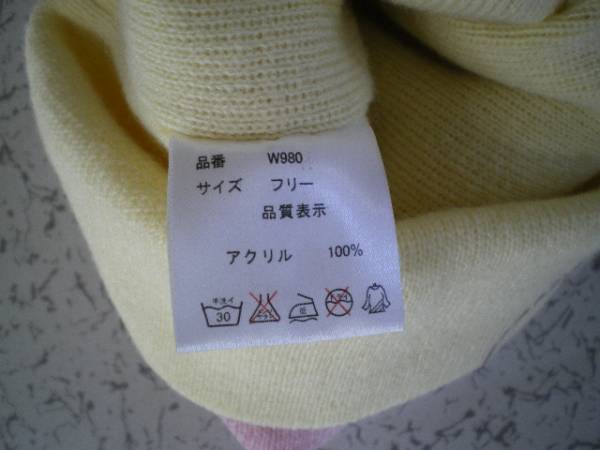 品番 W980
サイズ フリー
品質表示
アクリル 100%
手洗イ 30 低